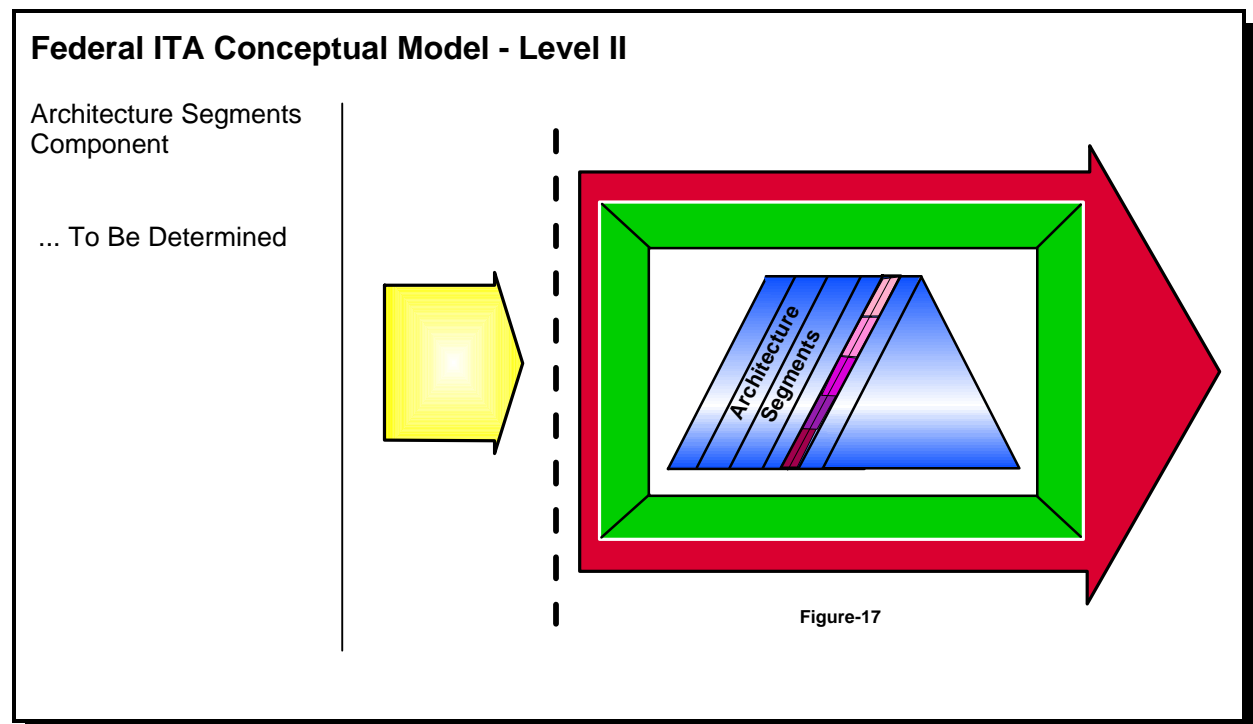 Federal ITA Conceptual Model - Level II
Architecture Segments
Component
... To Be Determined
Architecture
Segments
Figure-17